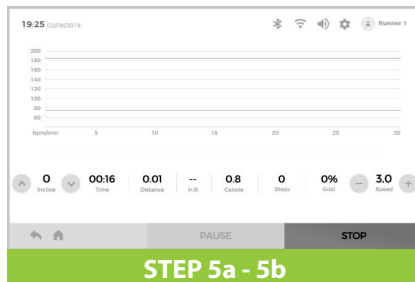 19:25 02/08/2019 Runner 1
200
180
160
140
120
100
80
60
bpm/min 5 10 15 20 25 30
0 00:16 0.01 -- 0.8 0 0% 3.0
Incline Time Distance H.R. Calorie Steps Goal Speed
PAUSE STOP
STEP 5a - 5b